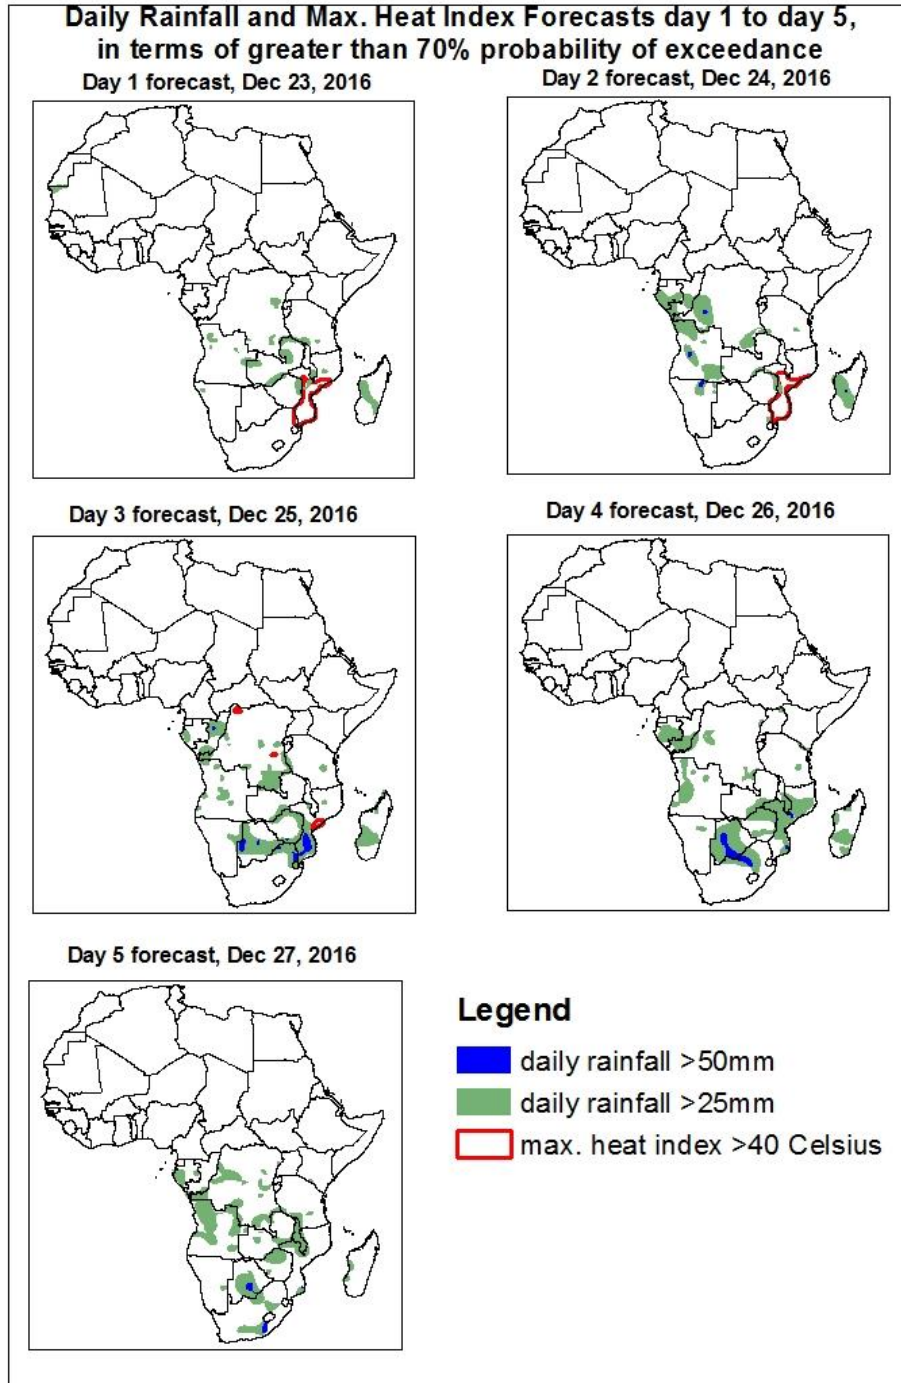 Daily Rainfall and Max. Heat Index Forecasts day 1 to day 5,
in terms of greater than 70% probability of exceedance
Day 1 forecast, Dec 23, 2016
Day 2 forecast, Dec 24, 2016
Day 3 forecast, Dec 25, 2016
Day 4 forecast, Dec 26, 2016
Day 5 forecast, Dec 27, 2016
Legend
daily rainfall >50mm
daily rainfall >25mm
max. heat index >40 Celsius